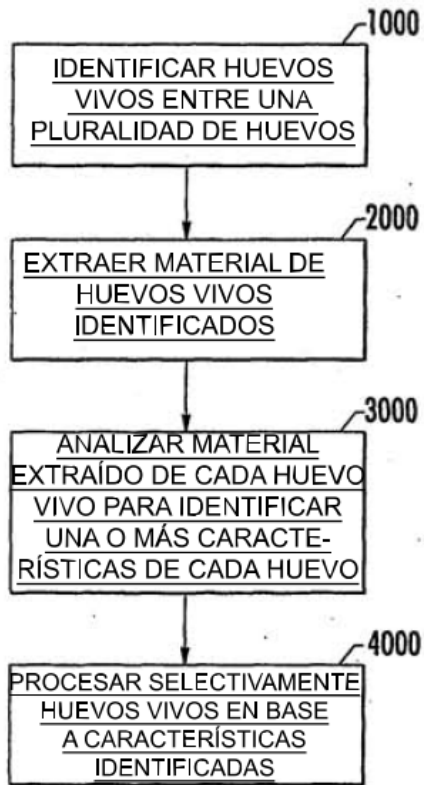 1000
IDENTIFICAR HUEVOS
VIVOS ENTRE UNA
PLURALIDAD DE HUEVOS
2000
EXTRAER MATERIAL DE
HUEVOS VIVOS
IDENTIFICADOS
3000
ANALIZAR MATERIAL
EXTRAÍDO DE CADA HUEVO
VIVO PARA IDENTIFICAR
UNA O MÁS CARACTE-
RÍSTICAS DE CADA HUEVO
4000
PROCESAR SELECTIVAMENTE
HUEVOS VIVOS EN BASE
A CARACTERÍSTICAS
IDENTIFICADAS